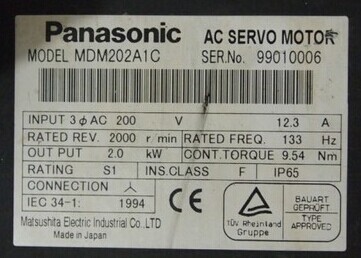 Panasonic AC SERVO MOTOR
MODEL MDM202A1C SER.No. 99010006
INPUT 3 ϕ AC 200 V 12.3 A
RATED REV. 2000 r min RATED FREQ. 133 Hz
OUT PUT 2.0 kW CONT.TORQUE 9.54 Nm
RATING S1 INS.CLASS F IP65
CONNECTION
IEC 34-1: 1994
Matsushita Electric Industrial Co.,LTD
Made in Japan
TÜV Rheinland
Gruppe
BAUART
GEPRÜFT
TYPE
APPROVED